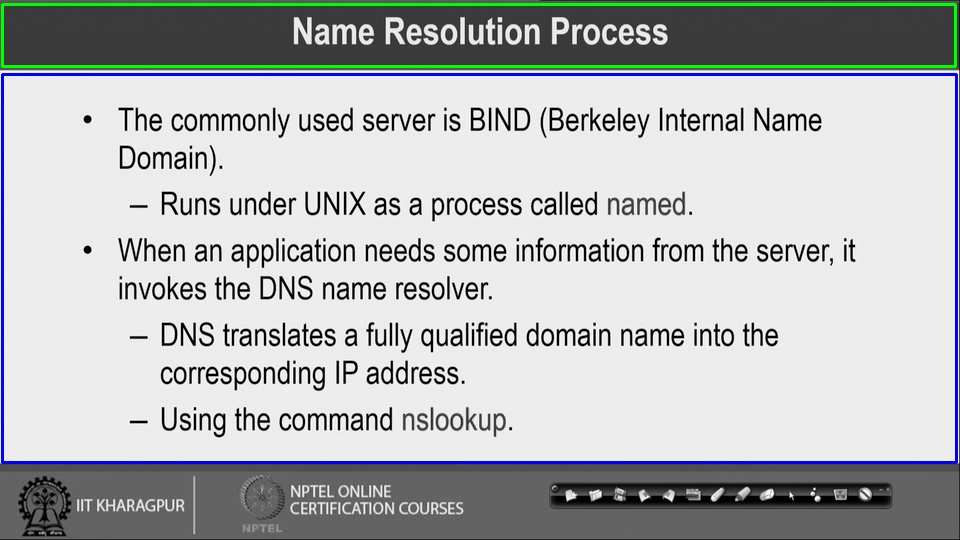 Name Resolution Process
• The commonly used server is BIND (Berkeley Internal Name
Domain).
– Runs under UNIX as a process called named.
• When an application needs some information from the server, it
invokes the DNS name resolver.
– DNS translates a fully qualified domain name into the
corresponding IP address.
– Using the command nslookup.
IIT KHARAGPUR
NPTEL ONLINE
CERTIFICATION COURSES
NPTEL